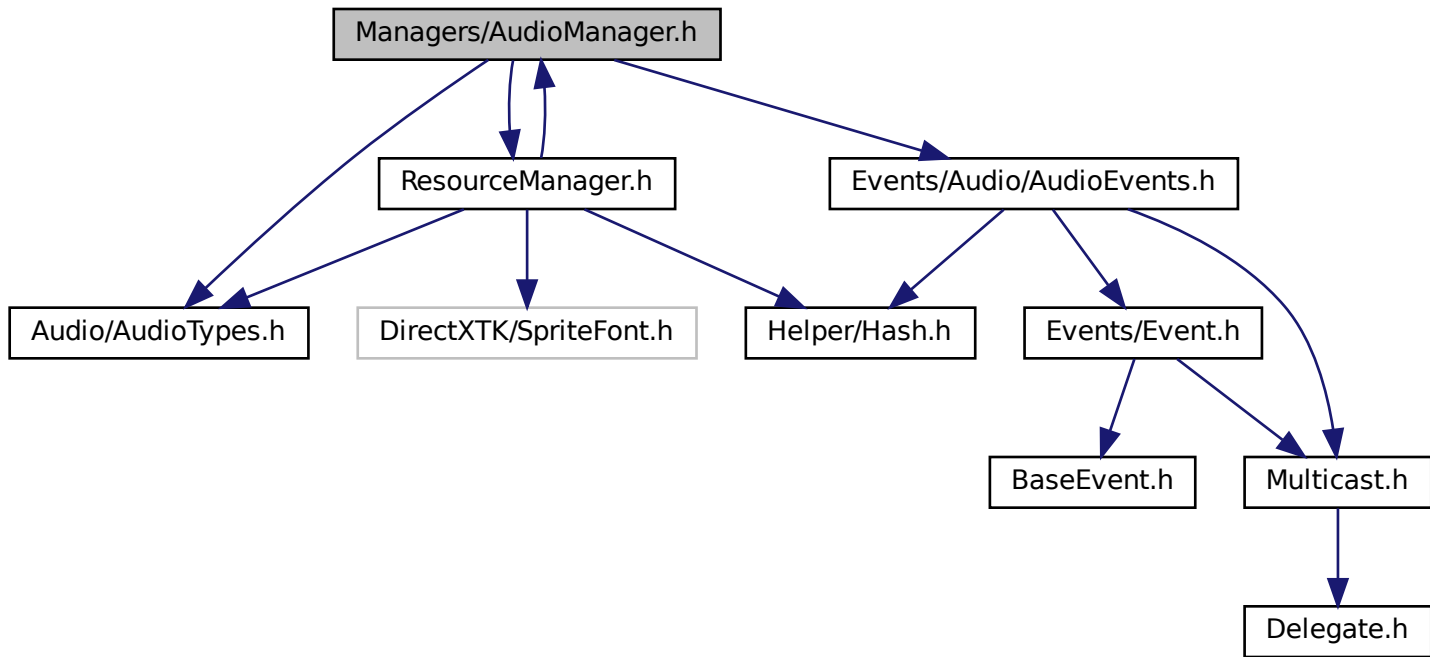 Managers/AudioManager.h
ResourceManager.h
Events/Audio/AudioEvents.h
Audio/AudioTypes.h
DirectXTK/SpriteFont.h
Helper/Hash.h
Events/Event.h
BaseEvent.h
Multicast.h
Delegate.h